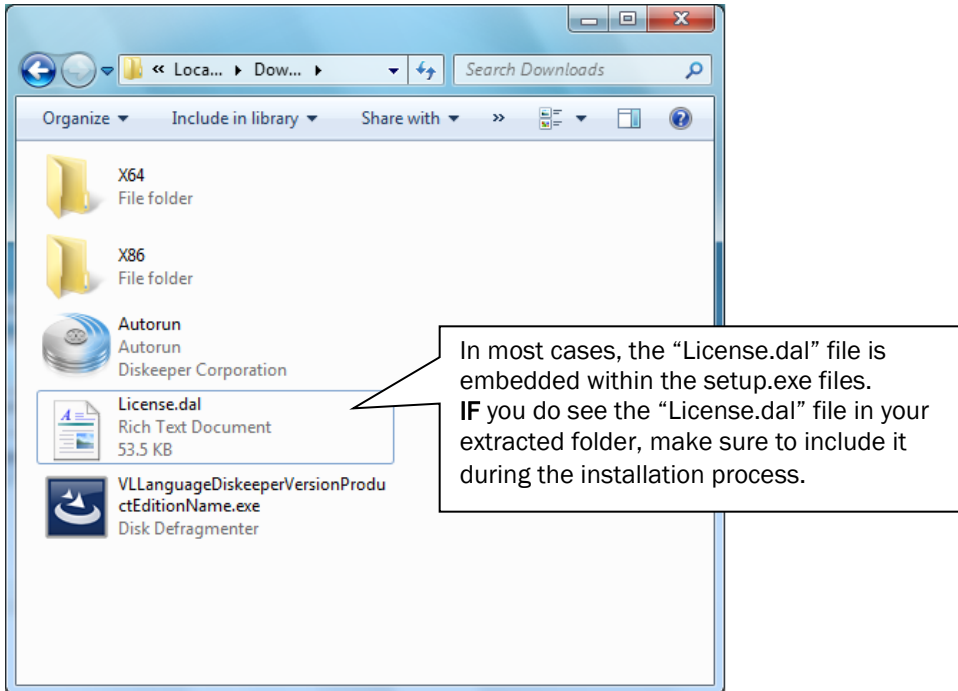 « Loca... ▸ Dow... ▸
Search Downloads
Organize Include in library Share with »
X64
File folder
X86
File folder
Autorun
Autorun
Diskeeper Corporation
License.dal
Rich Text Document
53.5 KB
VLLanguageDiskeeperVersionProdu
ctEditionName.exe
Disk Defragmenter
In most cases, the “License.dal” file is
embedded within the setup.exe files.
IF you do see the “License.dal” file in your
extracted folder, make sure to include it
during the installation process.